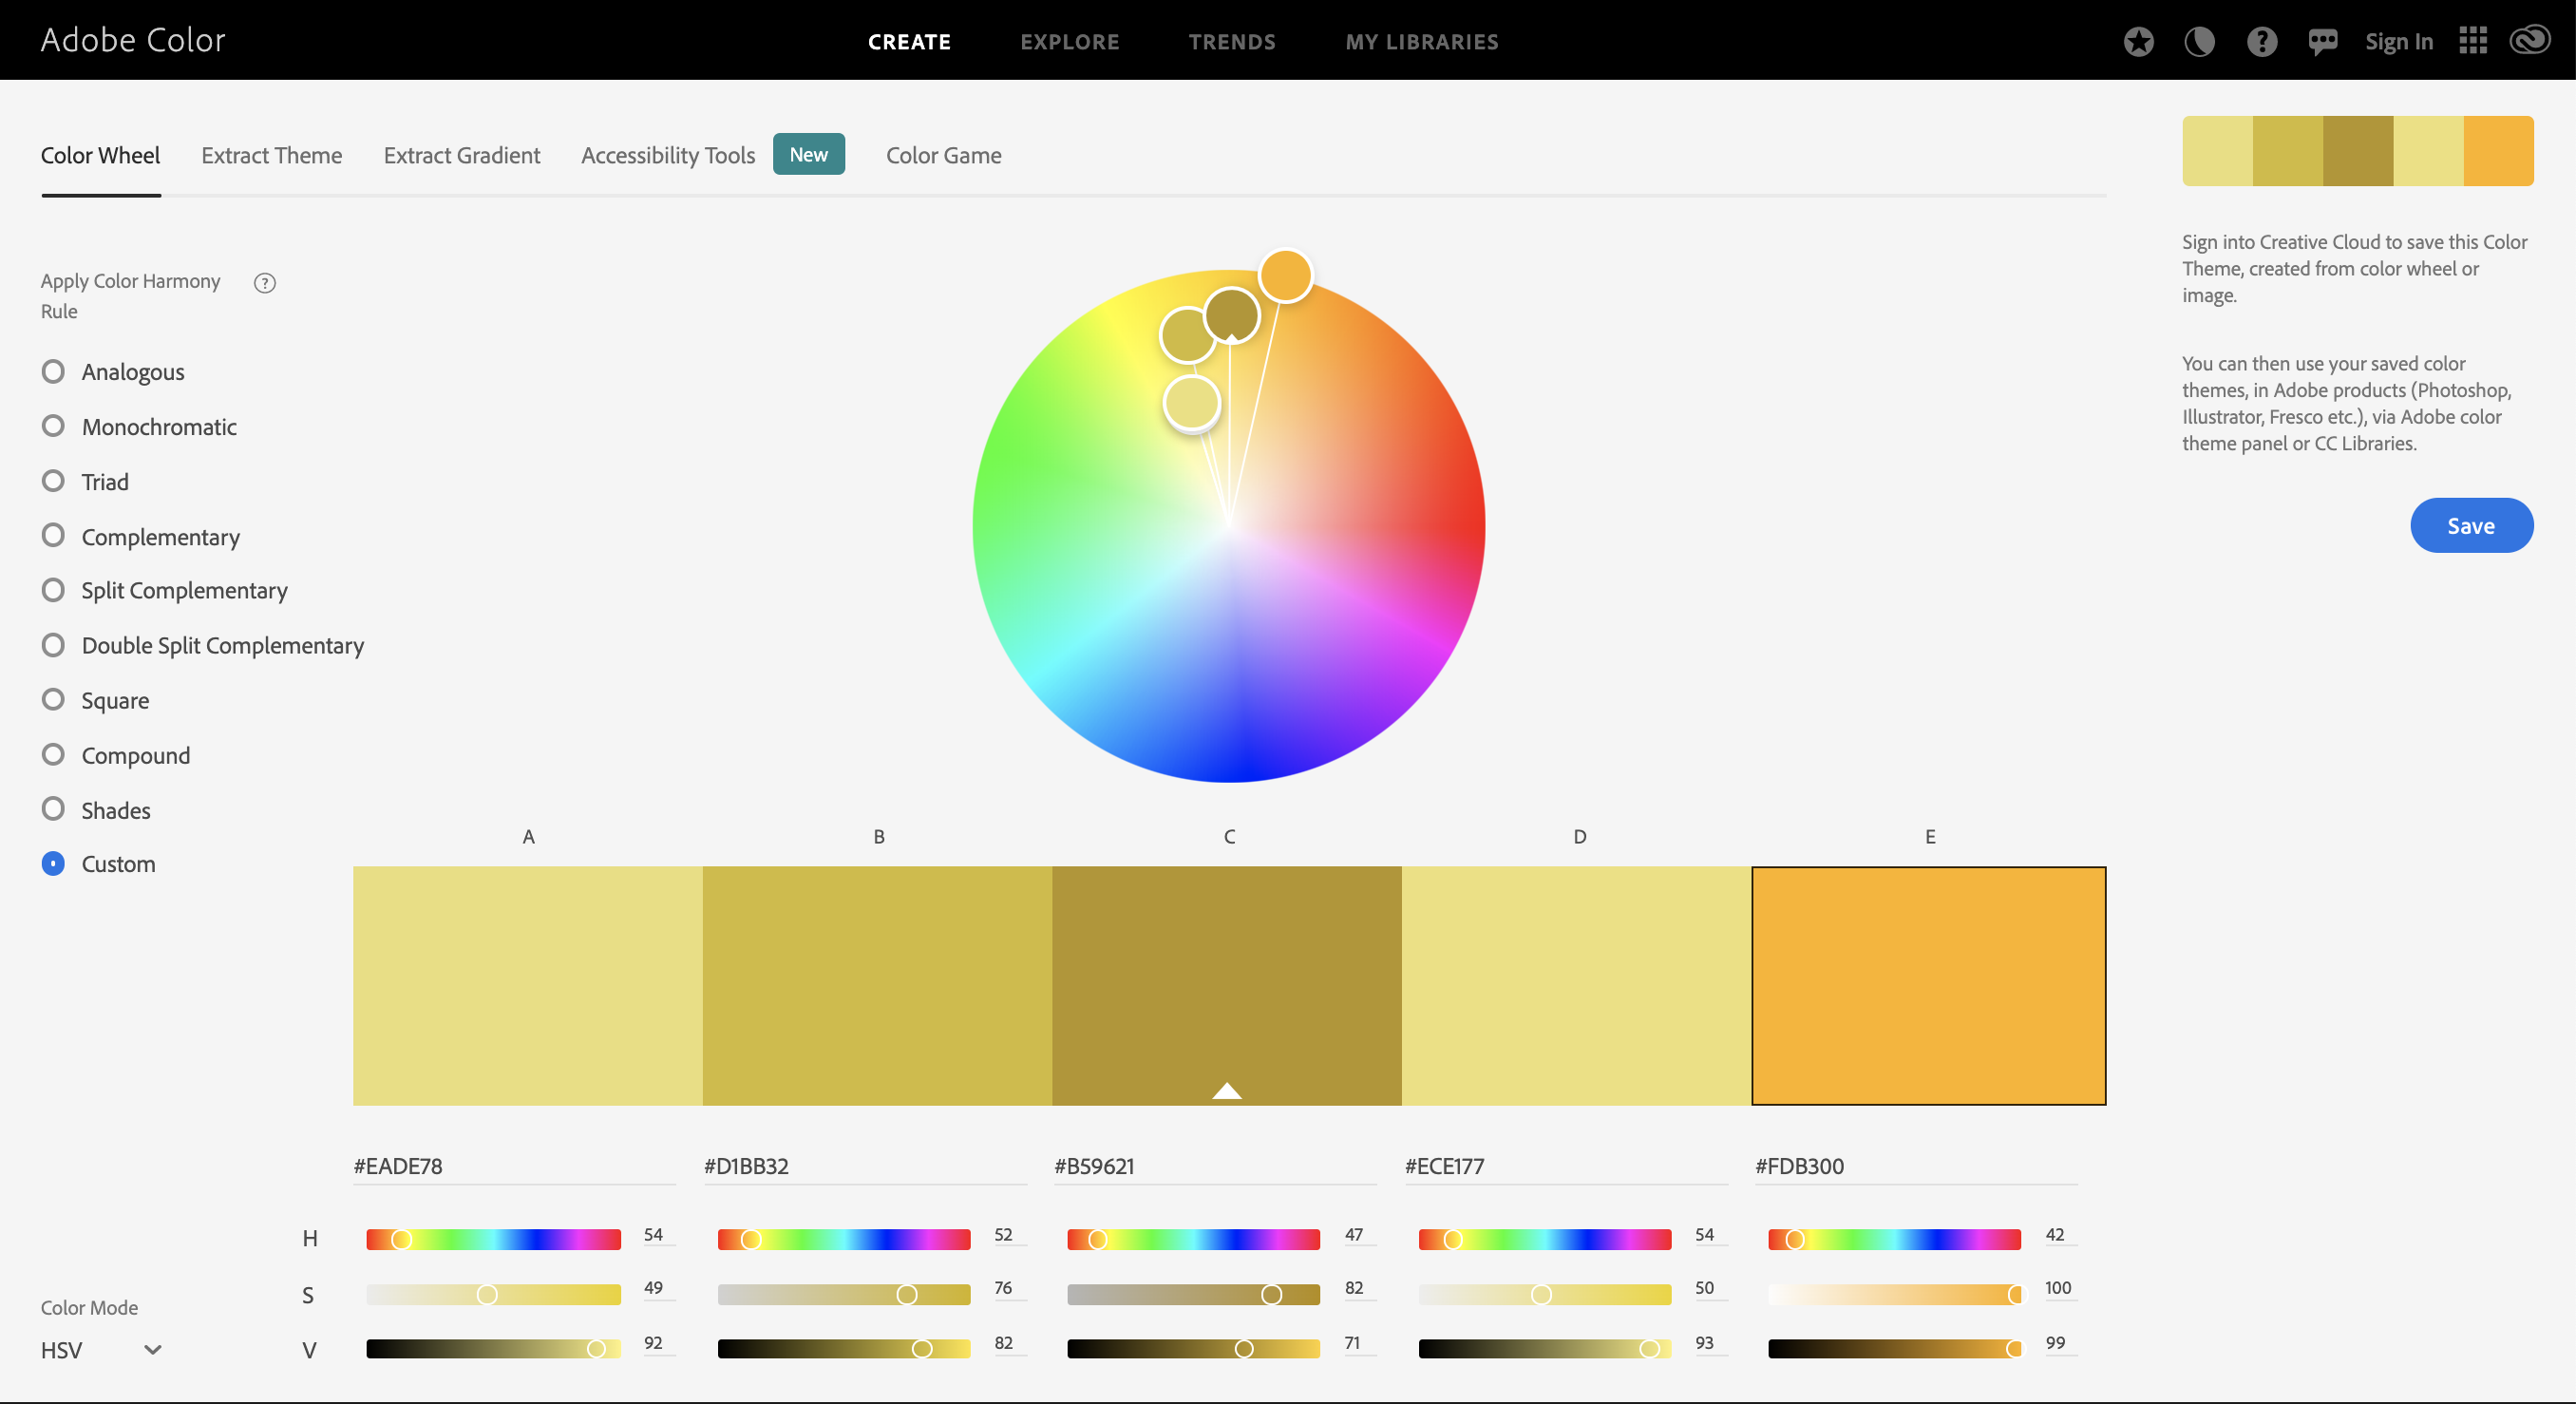 Adobe Color
CREATE
EXPLORE
TRENDS
MY LIBRARIES
Sign In
Color Wheel
Extract Theme
Extract Gradient
Accessibility Tools
New
Color Game
Sign into Creative Cloud to save this Color
Theme, created from color wheel or
image.
You can then use your saved color
themes, in Adobe products (Photoshop,
Illustrator, Fresco etc.), via Adobe color
theme panel or CC Libraries.
Save
Apply Color Harmony
Rule
?
Analogous
Monochromatic
Triad
Complementary
Split Complementary
Double Split Complementary
Square
Compound
Shades
Custom
A
B
C
D
E
#EADE78
#D1BB32
#B59621
#ECE177
#FDB300
H
54
52
47
54
42
S
49
76
82
50
100
V
92
82
71
93
99
Color Mode
HSV